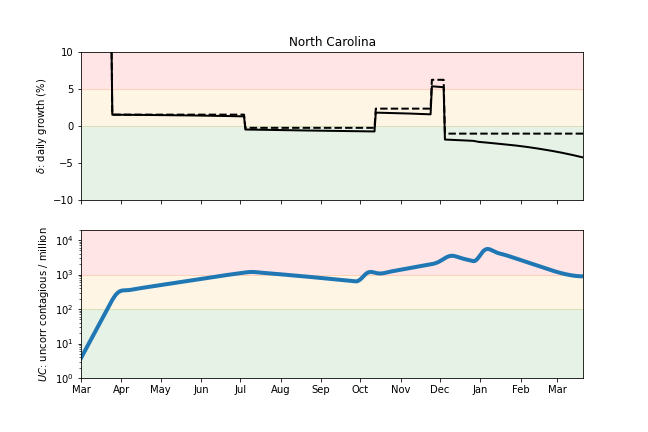 North Carolina
δ: daily growth (%)
10
5
0
−5
−10
UC: uncorr contagious / million
10⁴
10³
10²
10¹
10⁰
Mar Apr May Jun Jul Aug Sep Oct Nov Dec Jan Feb Mar